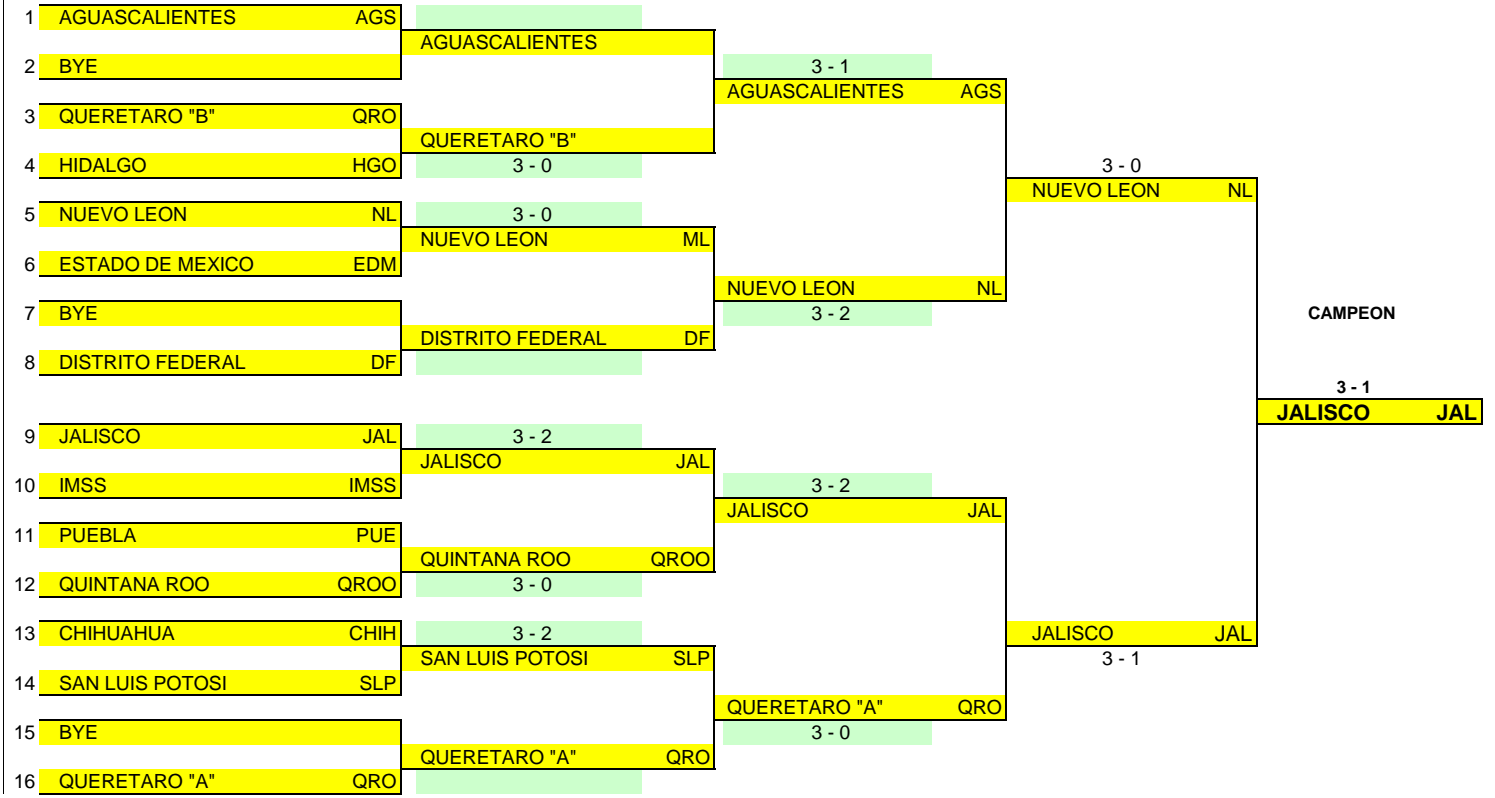 1 AGUASCALIENTES AGS
AGUASCALIENTES
2 BYE 3 - 1
AGUASCALIENTES AGS
3 QUERETARO "B" QRO
QUERETARO "B"
4 HIDALGO HGO 3 - 0 3 - 0
NUEVO LEON NL
5 NUEVO LEON NL 3 - 0
NUEVO LEON ML
6 ESTADO DE MEXICO EDM
NUEVO LEON NL
7 BYE 3 - 2 CAMPEON
DISTRITO FEDERAL DF
8 DISTRITO FEDERAL DF
3 - 1
JALISCO JAL
9 JALISCO JAL 3 - 2
JALISCO JAL
10 IMSS IMSS 3 - 2
JALISCO JAL
11 PUEBLA PUE
QUINTANA ROO QROO
12 QUINTANA ROO QROO 3 - 0
13 CHIHUAHUA CHIH 3 - 2 JALISCO JAL
SAN LUIS POTOSI SLP 3 - 1
14 SAN LUIS POTOSI SLP
QUERETARO "A" QRO
15 BYE 3 - 0
QUERETARO "A" QRO
16 QUERETARO "A" QRO